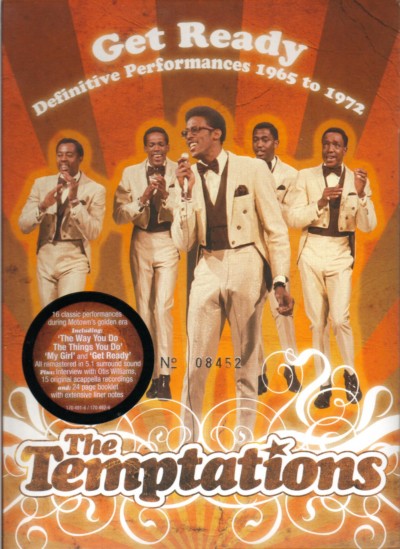 Get Ready
Definitive Performances 1965 to 1972
16 classic performances
during Motown's golden era
Including:
'The Way You Do
The Things You Do'
'My Girl' and 'Get Ready'
All remastered in 5.1 surround sound
Plus: interview with Otis Williams,
15 original acappella recordings
and: 24 page booklet
with extensive liner notes
Nº 08452
The
Temptations